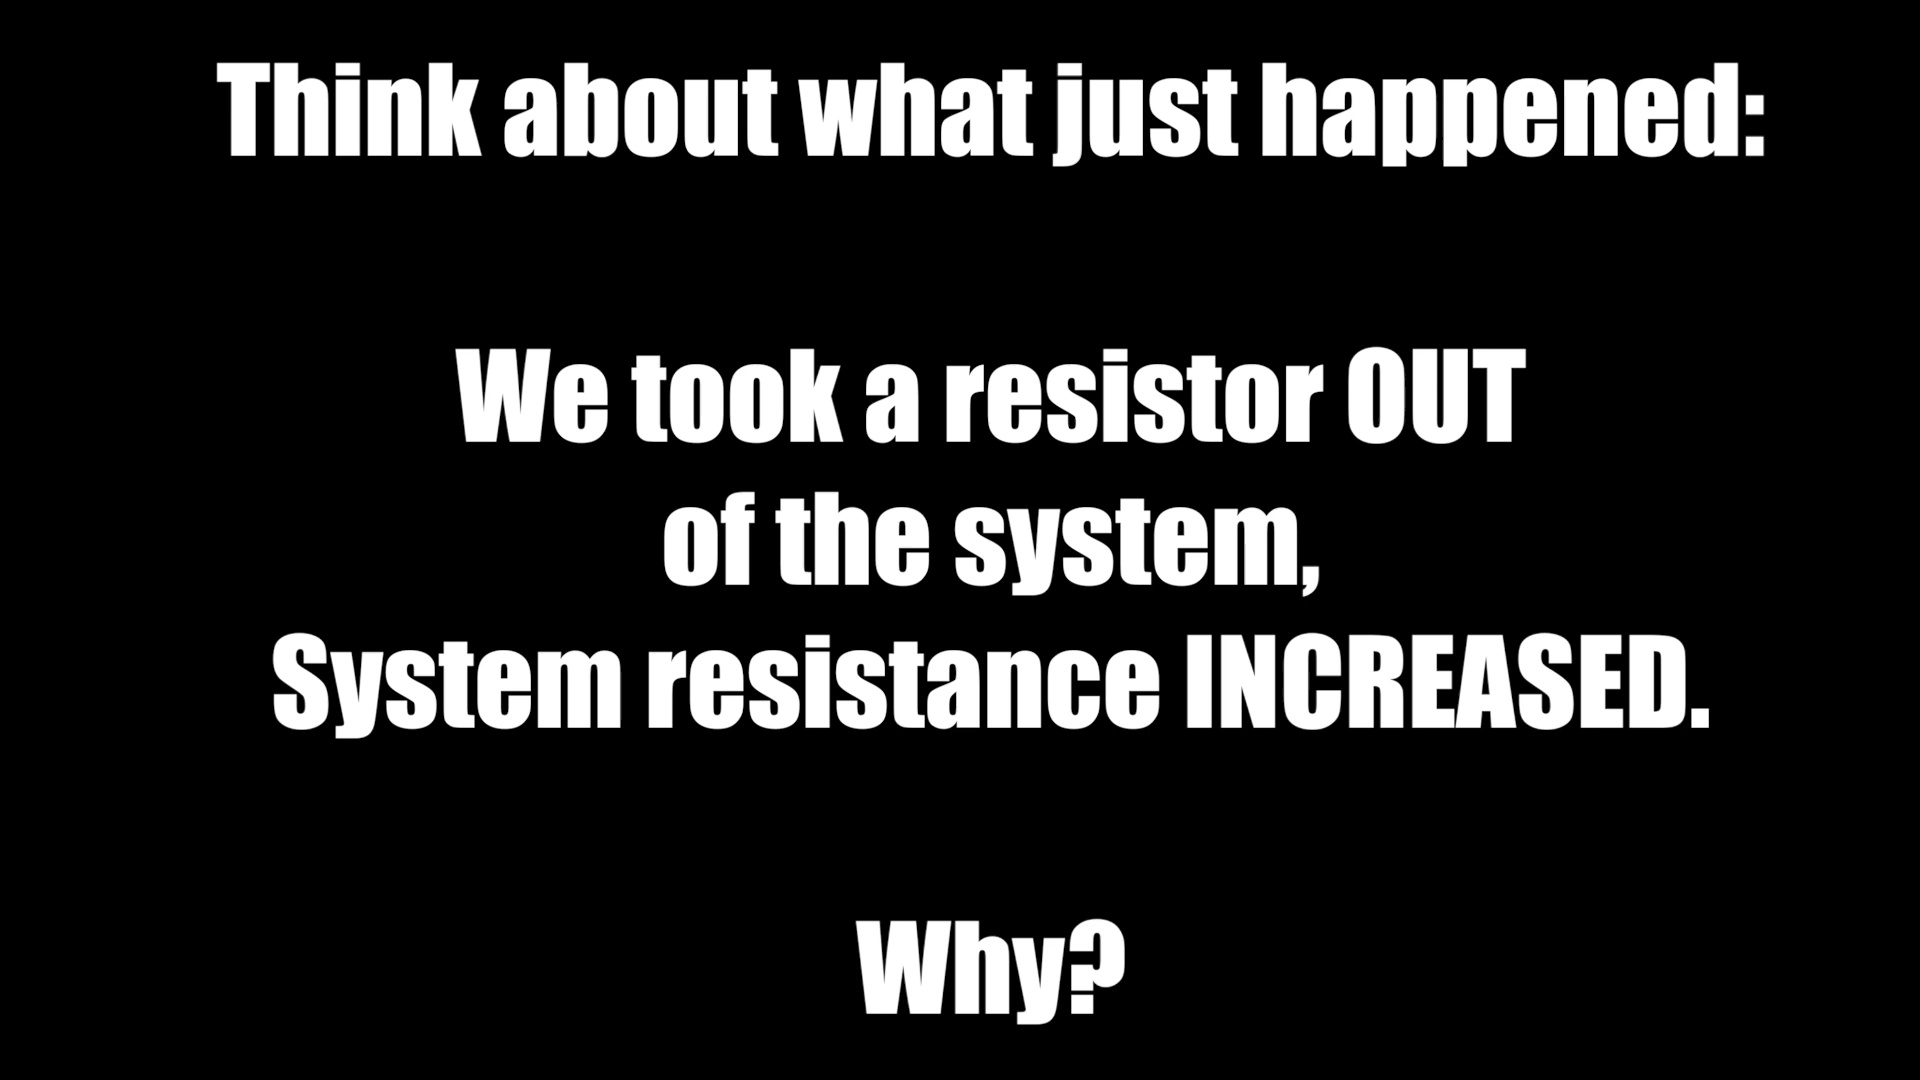 Think about what just happened:
We took a resistor OUT
of the system,
System resistance INCREASED.
Why?